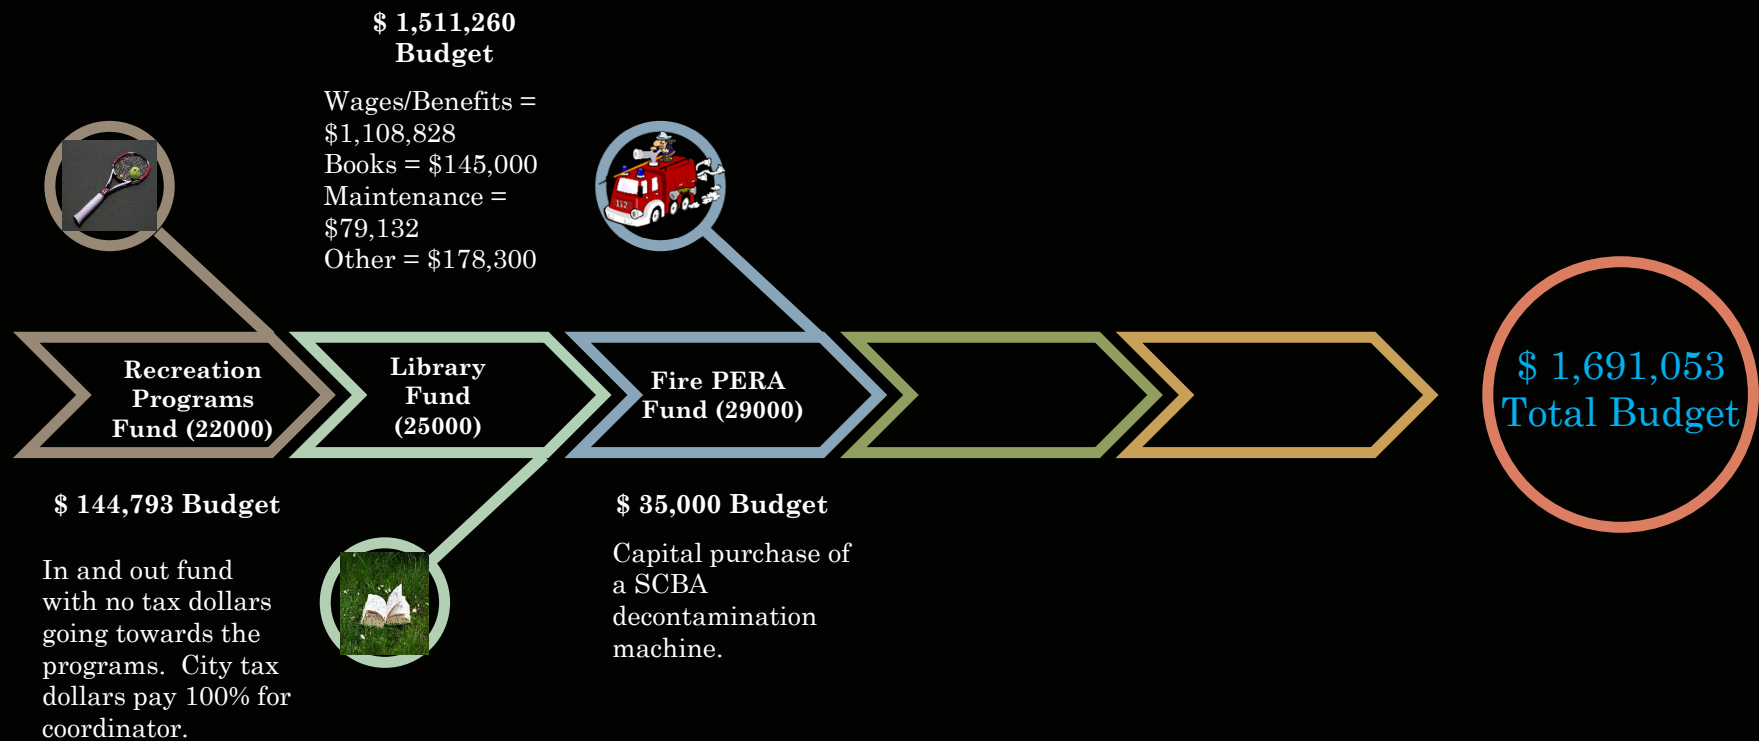 $ 1,511,260
Budget
Wages/Benefits =
$1,108,828
Books = $145,000
Maintenance =
$79,132
Other = $178,300
112
Recreation
Programs
Fund (22000)
Library
Fund
(25000)
Fire PERA
Fund (29000)
$ 1,691,053
Total Budget
$ 144,793 Budget
In and out fund
with no tax dollars
going towards the
programs.  City tax
dollars pay 100% for
coordinator.
$ 35,000 Budget
Capital purchase of
a SCBA
decontamination
machine.